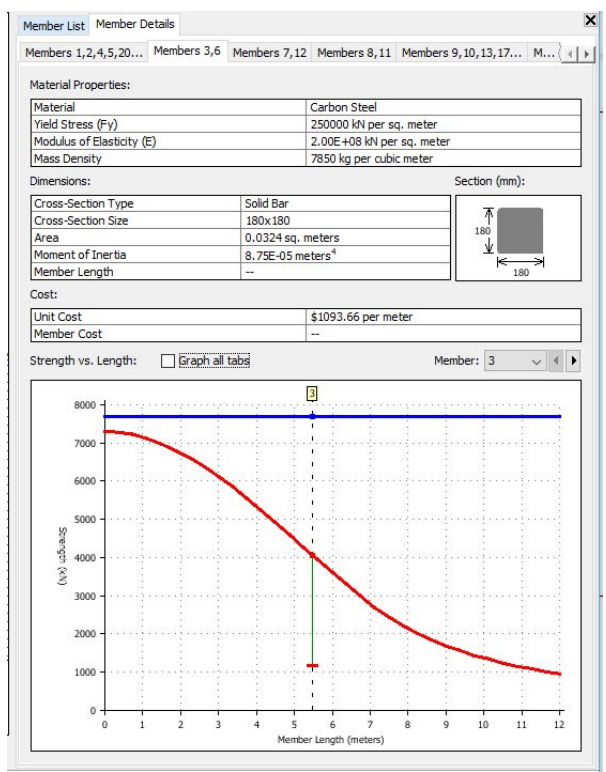 Member List Member Details
Members 1,2,4,5,20... Members 3,6 Members 7,12 Members 8,11 Members 9,10,13,17... M...
Material Properties:
Material Carbon Steel
Yield Stress (Fy) 250000 kN per sq. meter
Modulus of Elasticity (E) 2.00E+08 kN per sq. meter
Mass Density 7850 kg per cubic meter
Dimensions: Section (mm):
Cross-Section Type Solid Bar
Cross-Section Size 180x180
Area 0.0324 sq. meters
Moment of Inertia 8.75E-05 meters⁴
Member Length --
180
180
Cost:
Unit Cost $1093.66 per meter
Member Cost --
Strength vs. Length: Graph all tabs Member: 3
3
8000
7000
6000
5000
4000
3000
2000
1000
0
Strength (kN)
0 1 2 3 4 5 6 7 8 9 10 11 12
Member Length (meters)